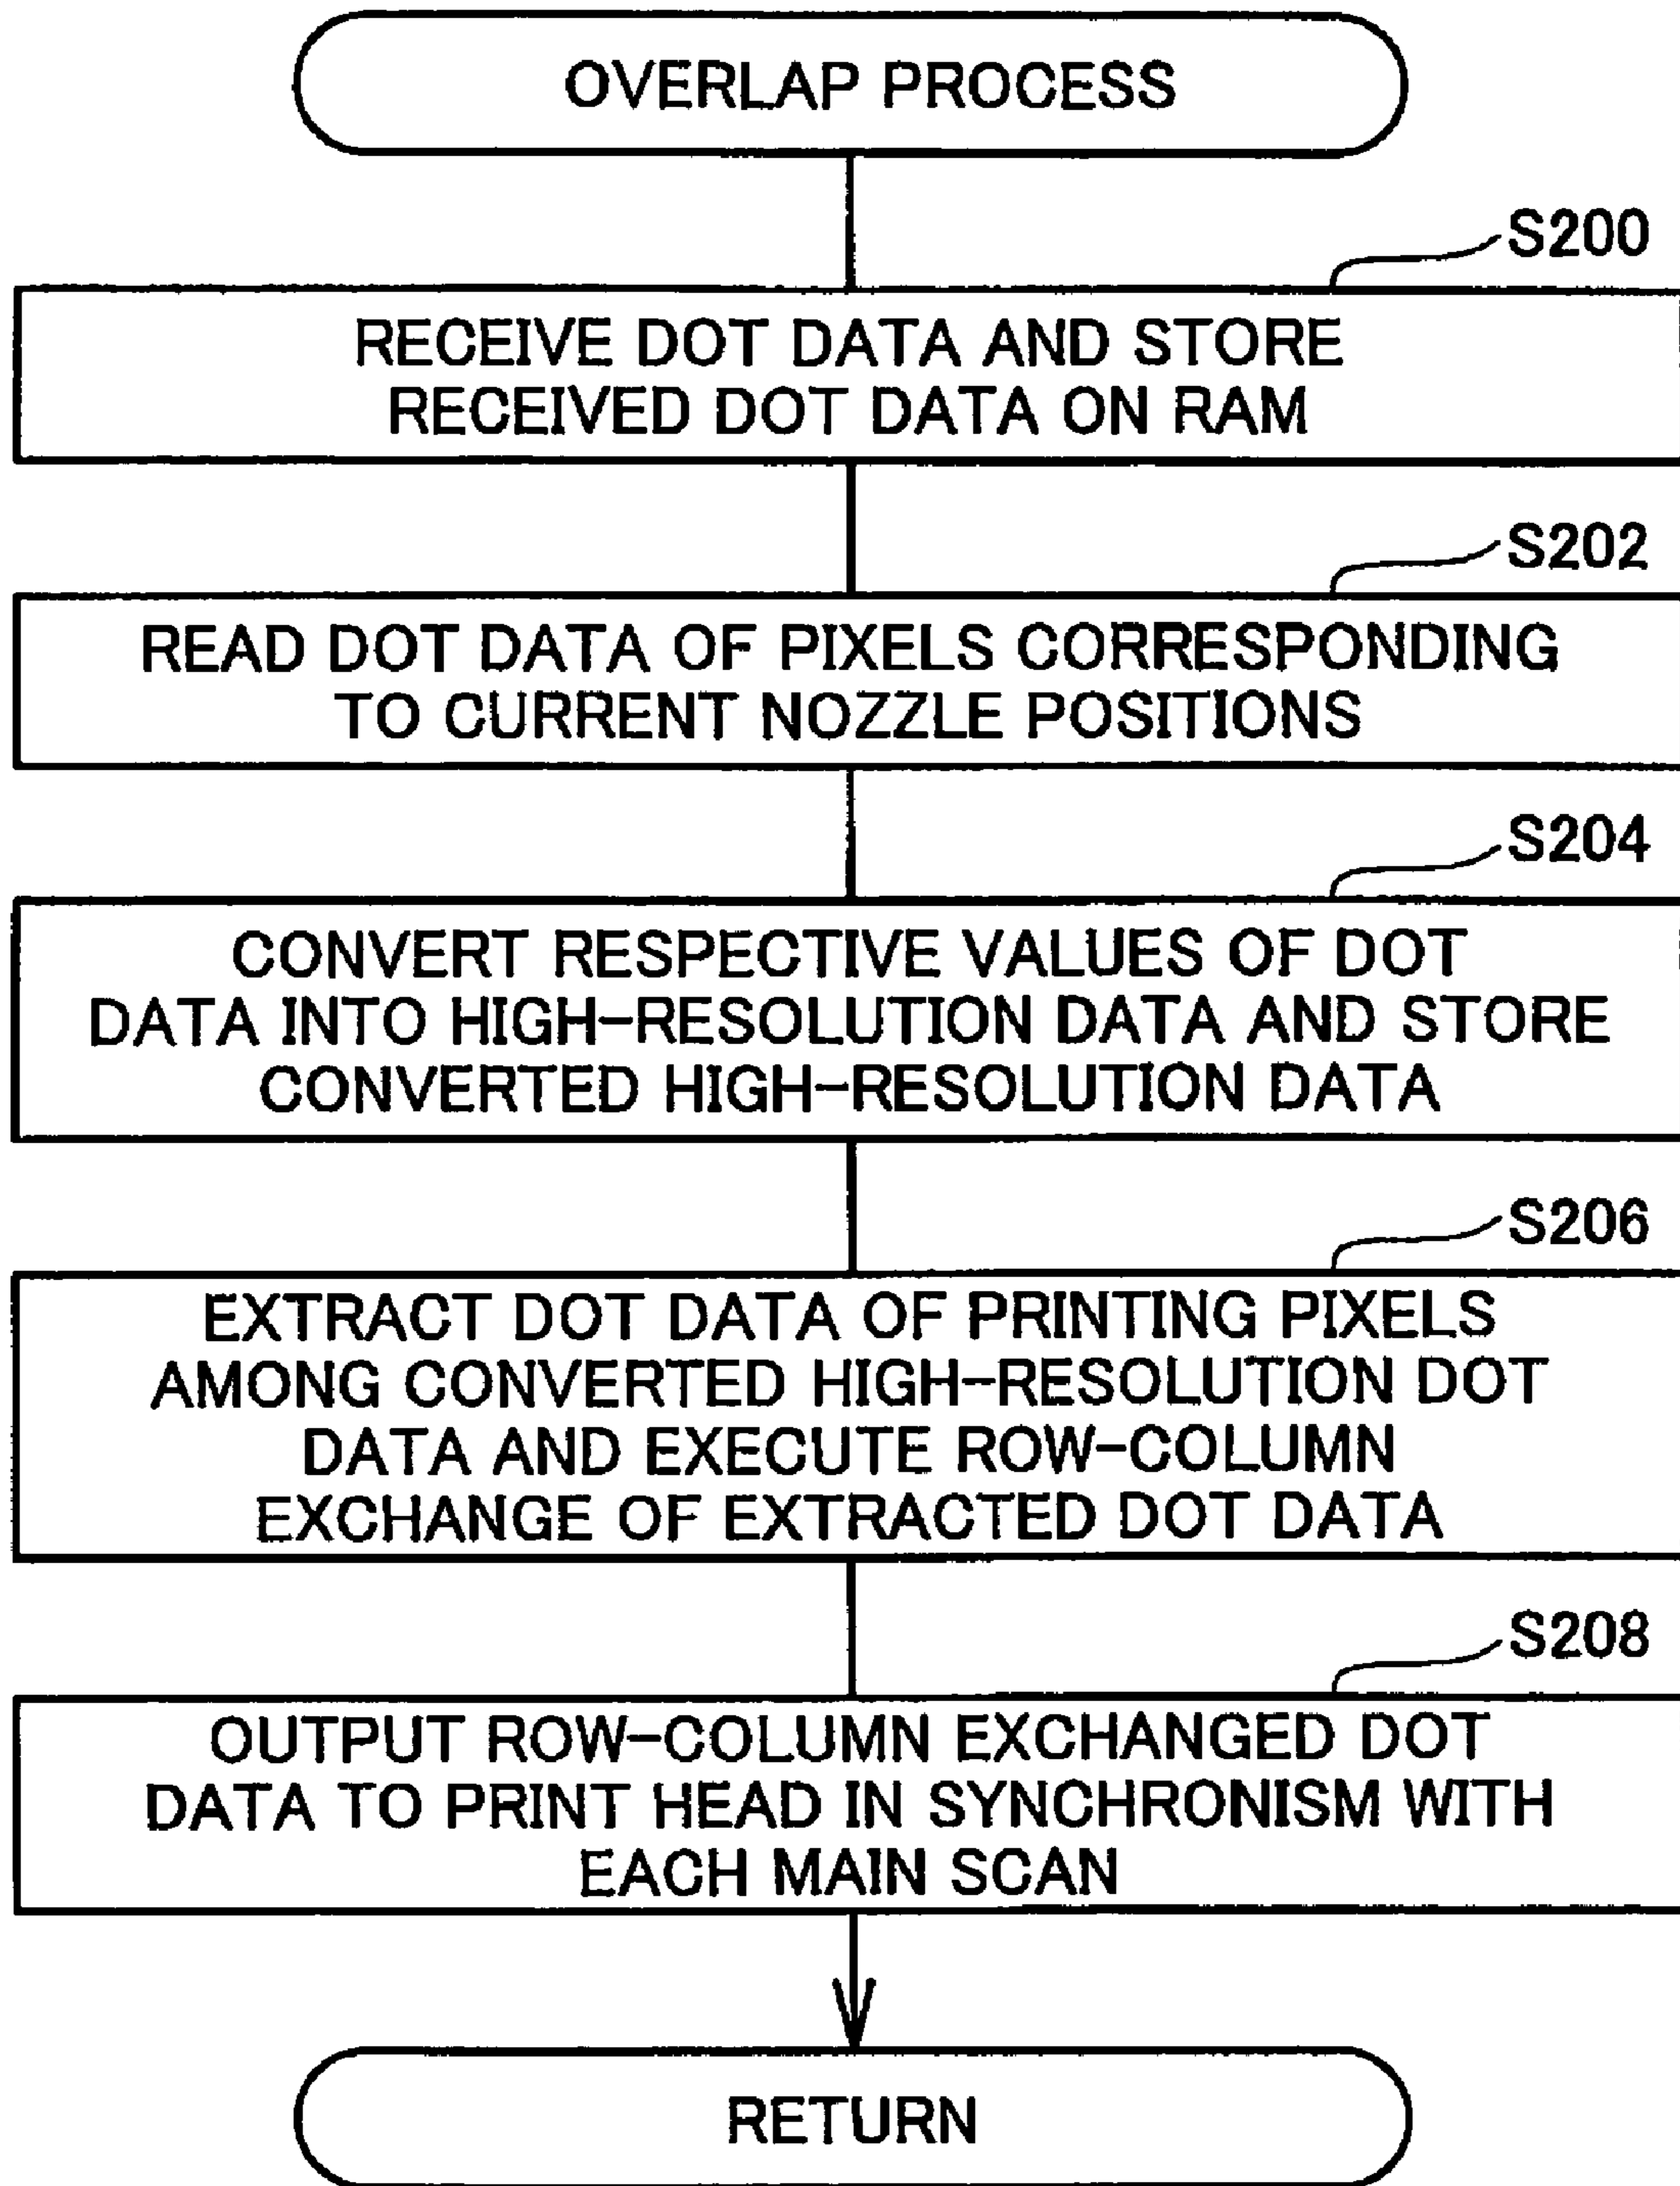 OVERLAP PROCESS
S200
RECEIVE DOT DATA AND STORE
RECEIVED DOT DATA ON RAM
S202
READ DOT DATA OF PIXELS CORRESPONDING
TO CURRENT NOZZLE POSITIONS
S204
CONVERT RESPECTIVE VALUES OF DOT
DATA INTO HIGH-RESOLUTION DATA AND STORE
CONVERTED HIGH-RESOLUTION DATA
S206
EXTRACT DOT DATA OF PRINTING PIXELS
AMONG CONVERTED HIGH-RESOLUTION DOT
DATA AND EXECUTE ROW-COLUMN
EXCHANGE OF EXTRACTED DOT DATA
S208
OUTPUT ROW-COLUMN EXCHANGED DOT
DATA TO PRINT HEAD IN SYNCHRONISM WITH
EACH MAIN SCAN
RETURN